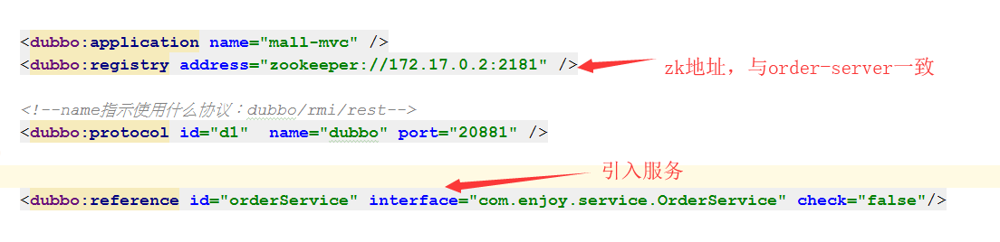 <dubbo:application name="mall-mvc" />
<dubbo:registry address="zookeeper://172.17.0.2:2181" />
zk地址，与order-server一致
<!--name指示使用什么协议：dubbo/rmi/rest-->
<dubbo:protocol id="d1"  name="dubbo" port="20881" />
引入服务
<dubbo:reference id="orderService" interface="com.enjoy.service.OrderService" check="false"/>